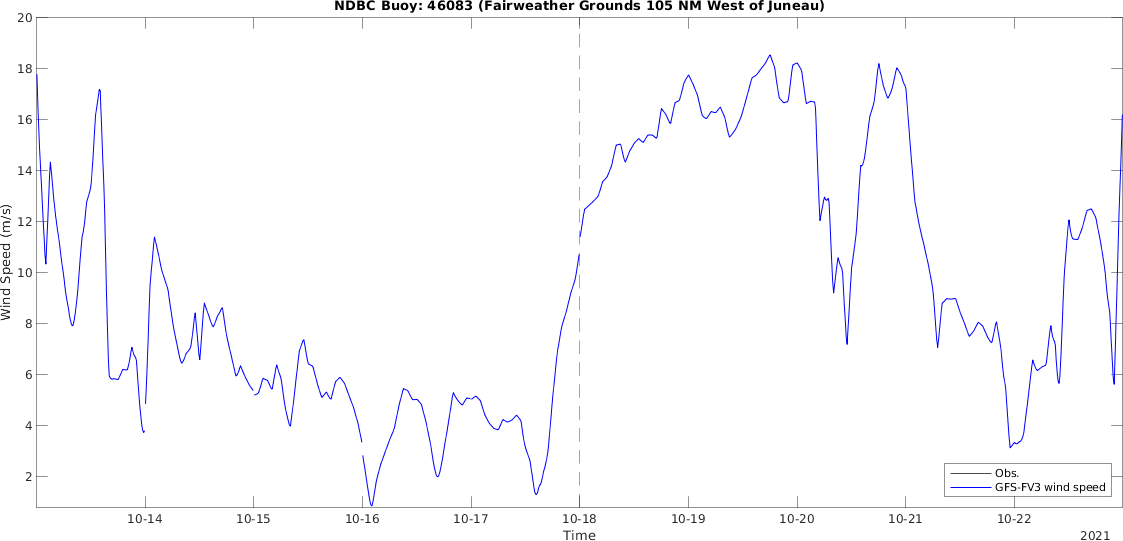 NDBC Buoy: 46083 (Fairweather Grounds 105 NM West of Juneau)
20
18
16
14
12
10
8
6
4
2
Wind Speed (m/s)
Obs.
GFS-FV3 wind speed
10-14 10-15 10-16 10-17 10-18 10-19 10-20 10-21 10-22
Time
2021